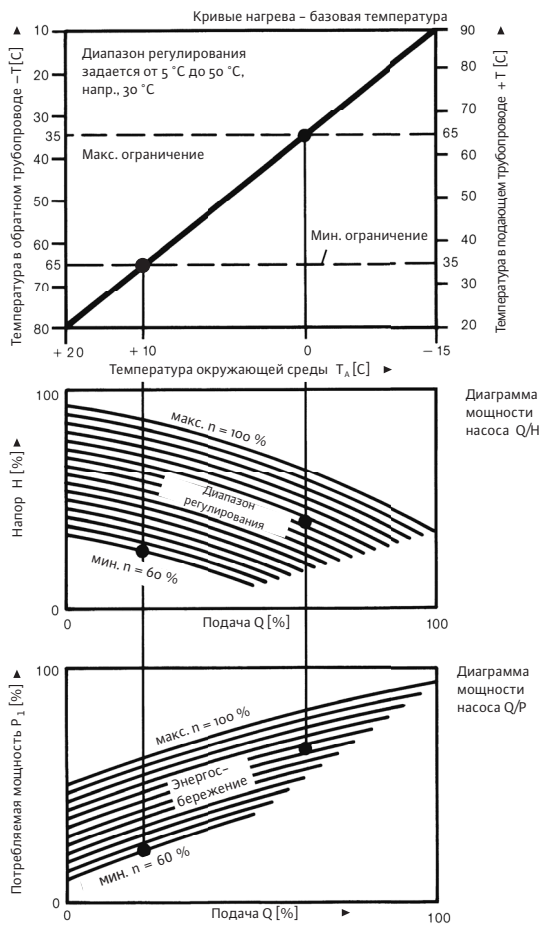 Кривые нагрева – базовая температура
Температура в обратном трубопроводе –T [C] ▲
10
20
30
35
40
50
60
65
70
80
Диапазон регулирования
задается от 5 °C до 50 °C,
напр., 30 °C
Макс. ограничение
Мин. ограничение
90
80
70
65
60
50
40
35
30
20
Температура в подающем трубопроводе +T [C] ▲
+ 20
+ 10
0
– 15
Температура окружающей среды T_A [C] ►
Диаграмма
мощности
насоса Q/H
Напор H [%] ►
100
0
макс. n = 100 %
Диапазон
регулирования
мин. n = 60 %
0
Подача Q [%]
100
Диаграмма
мощности
насоса Q/P
Потребляемая мощность P₁ [%] ►
100
0
макс. n = 100 %
Энергос–
бережение
мин. n = 60 %
0
Подача Q [%] ►
100